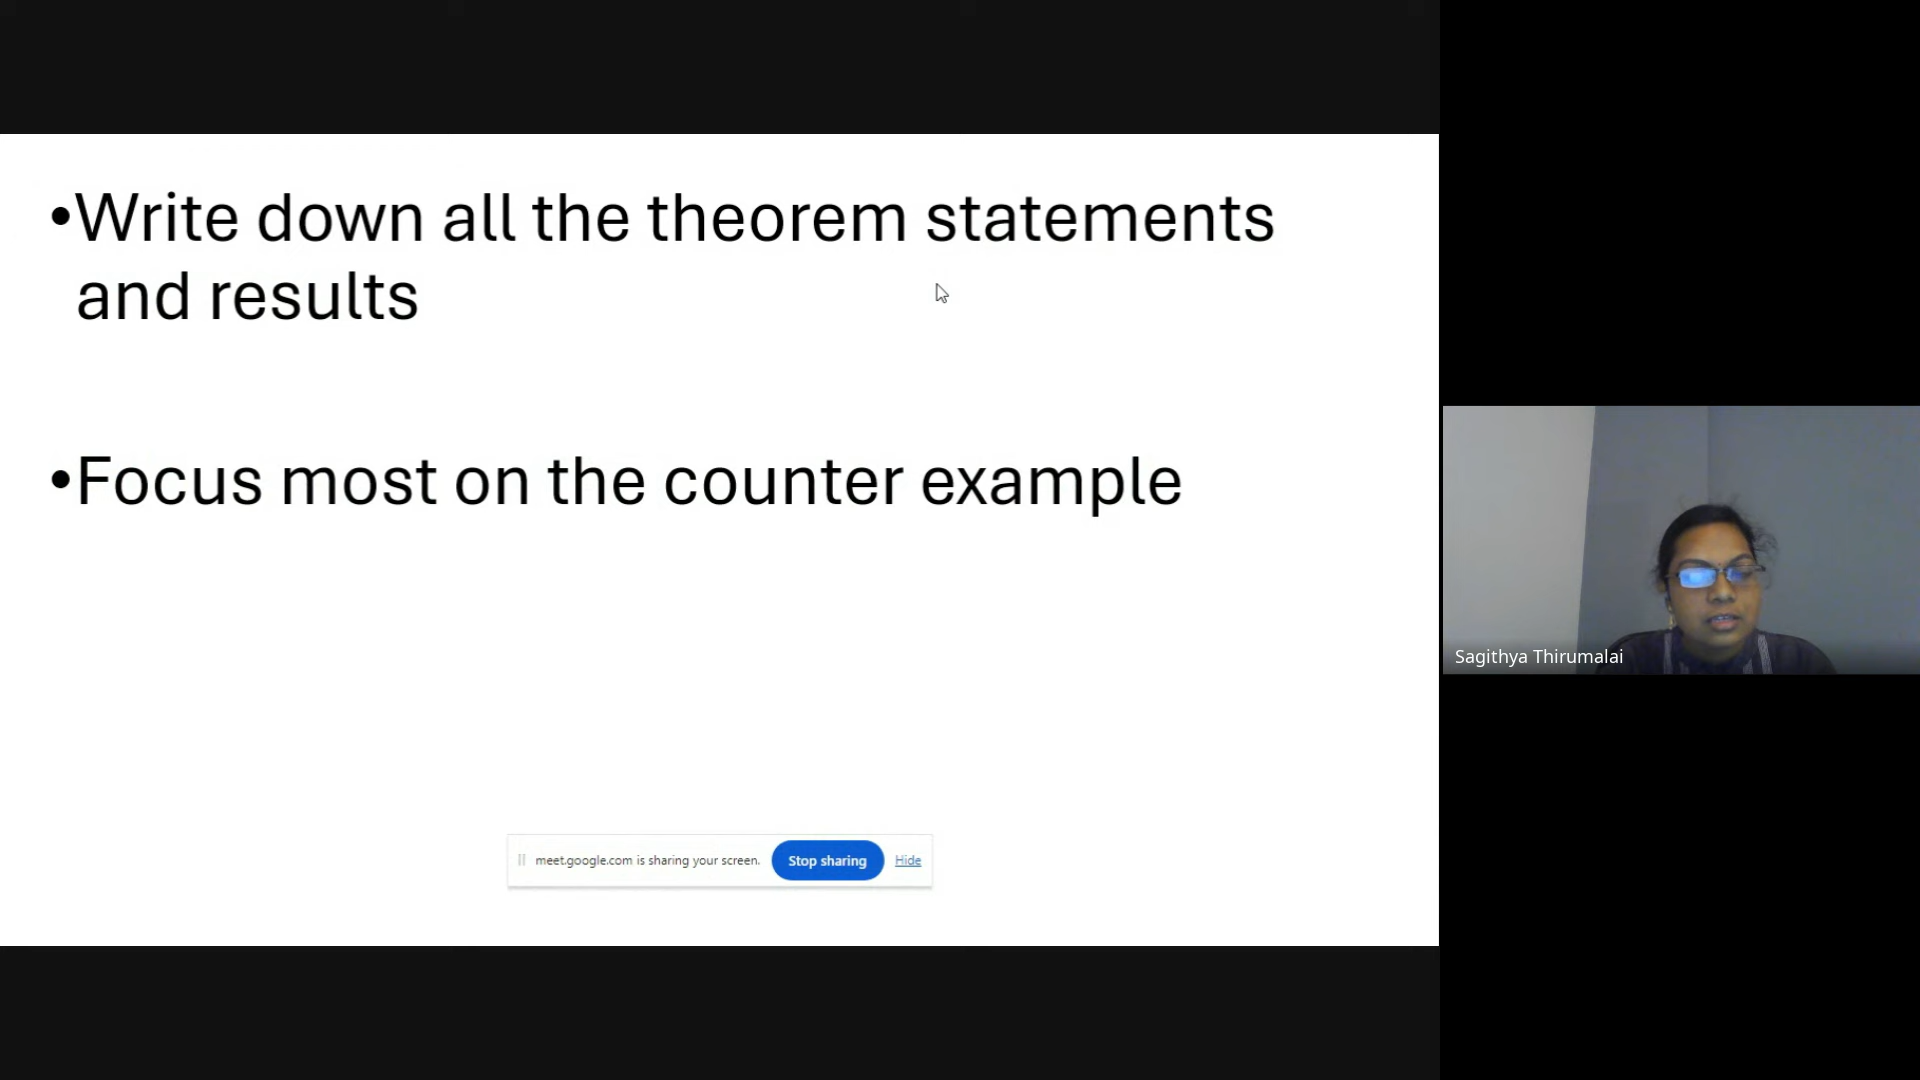 •Write down all the theorem statements
and results
•Focus most on the counter example
meet.google.com is sharing your screen. Stop sharing Hide
Sagithya Thirumalai